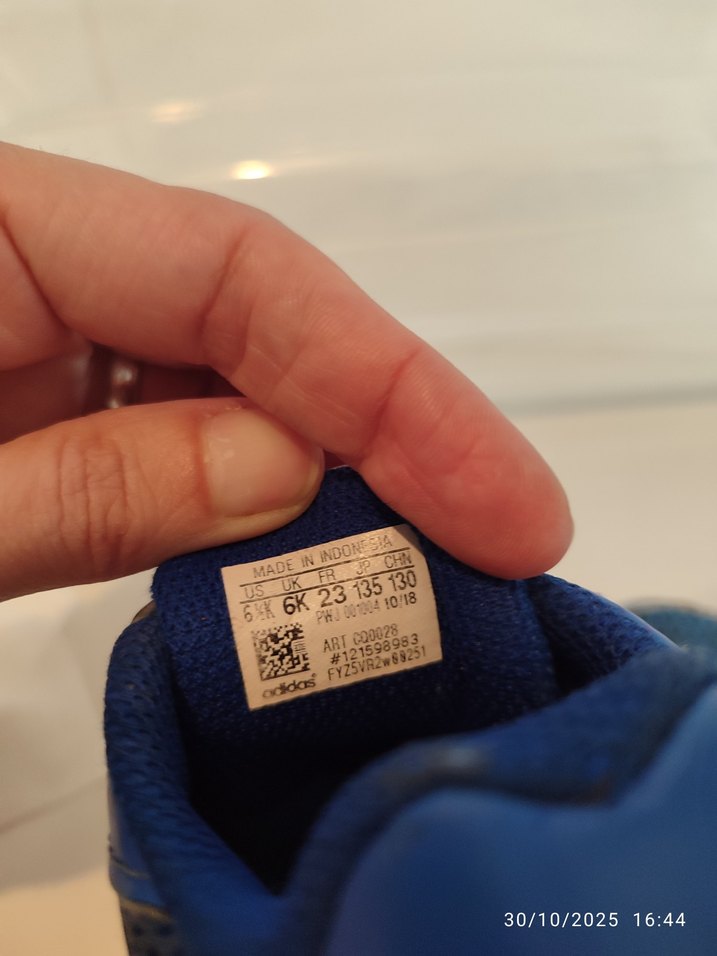 MADE IN INDONESIA
US UK FR JP CHN
6½K 6K 23 135 130
PWJ 001004 10/18
ART CQ0028
#121598983
FYZ5VR2w00251
adidas
30/10/2025 16:44